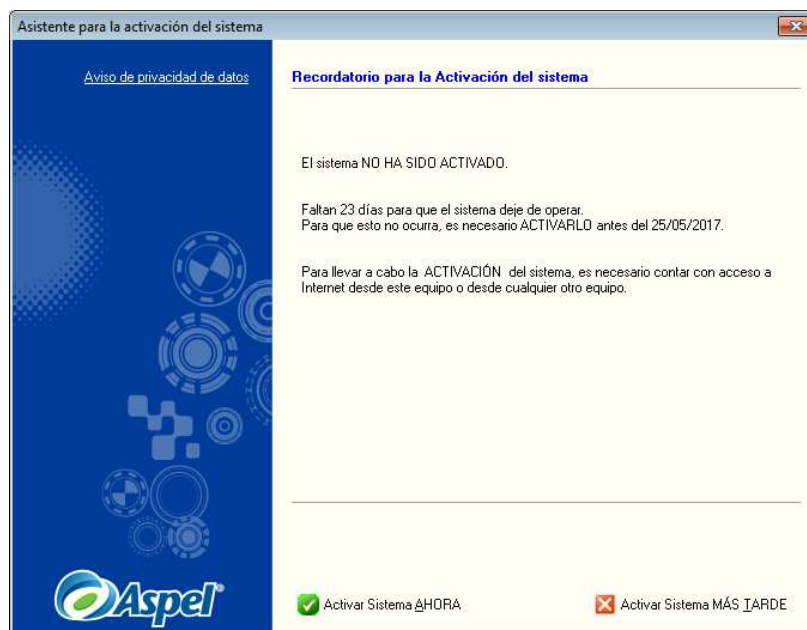 Asistente para la activación del sistema
Aviso de privacidad de datos
Recordatorio para la Activación del sistema
El sistema NO HA SIDO ACTIVADO.
Faltan 23 días para que el sistema deje de operar.
Para que esto no ocurra, es necesario ACTIVARLO antes del 25/05/2017.
Para llevar a cabo la ACTIVACIÓN del sistema, es necesario contar con acceso a
Internet desde este equipo o desde cualquier otro equipo.
Aspel®
Activar Sistema AHORA
Activar Sistema MÁS TARDE